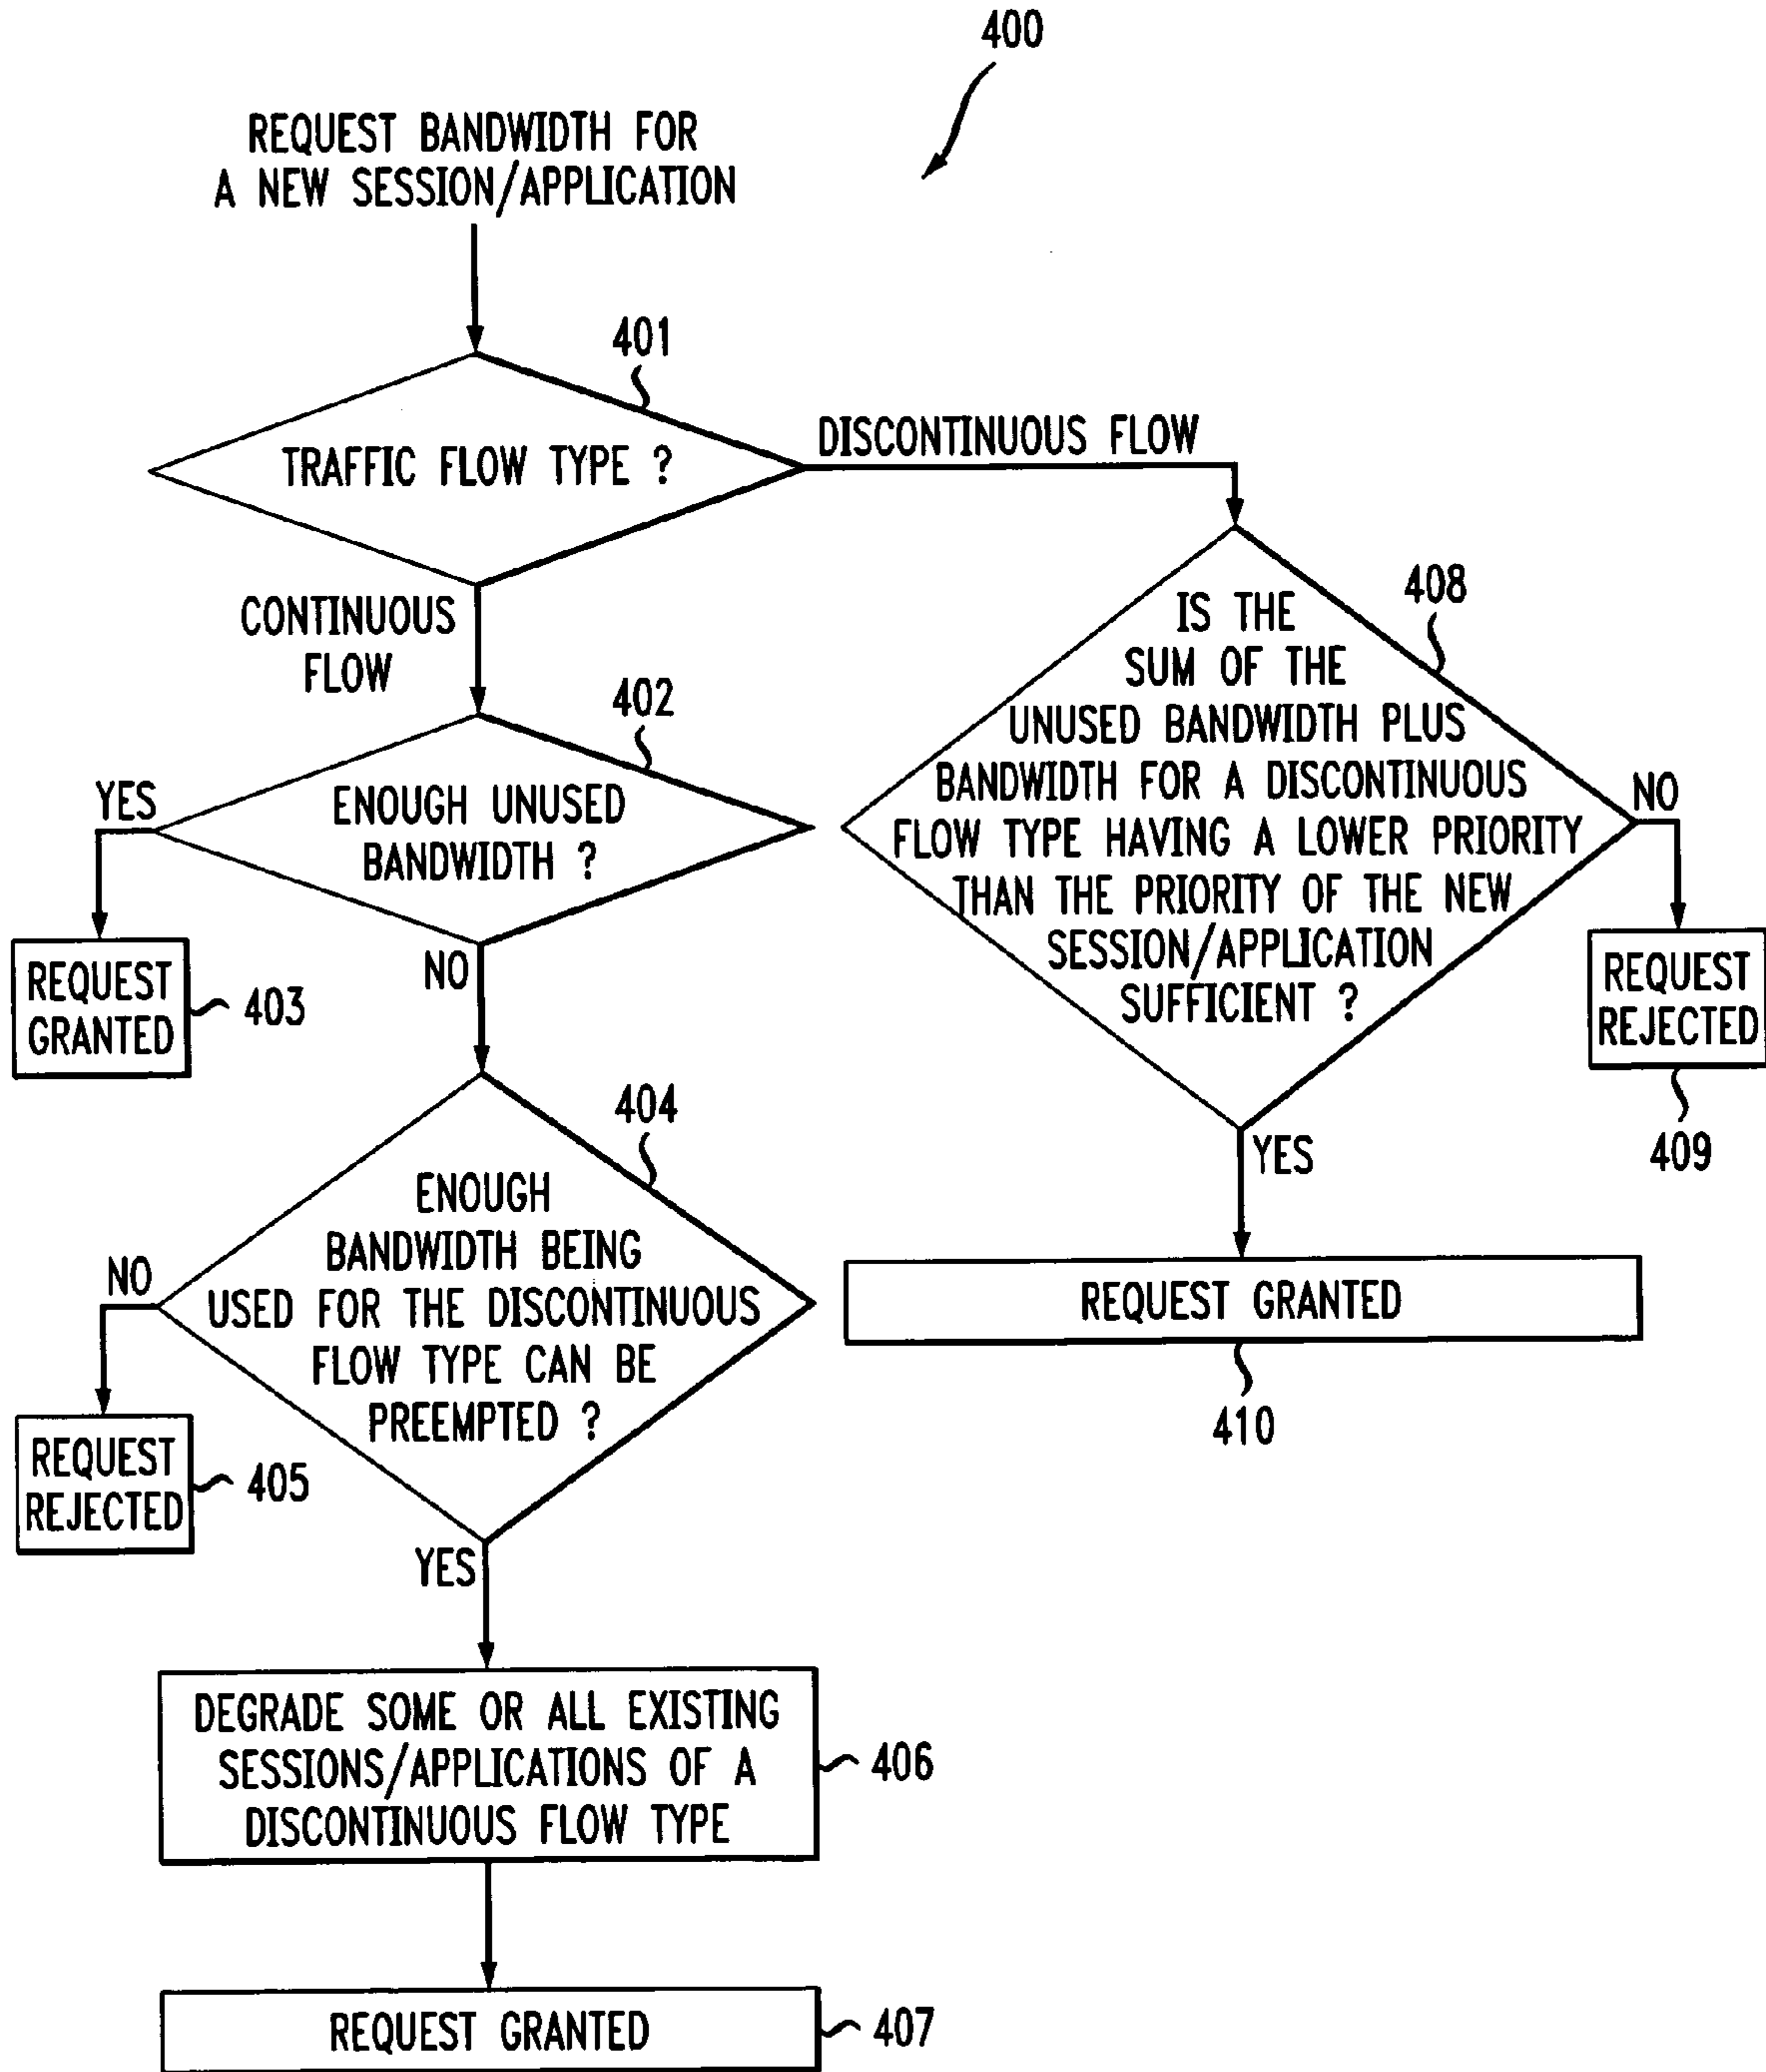 400
REQUEST BANDWIDTH FOR
A NEW SESSION/APPLICATION
401
TRAFFIC FLOW TYPE ?
DISCONTINUOUS FLOW
CONTINUOUS
FLOW
402
ENOUGH UNUSED
BANDWIDTH ?
YES
REQUEST
GRANTED
403
NO
404
ENOUGH
BANDWIDTH BEING
USED FOR THE DISCONTINUOUS
FLOW TYPE CAN BE
PREEMPTED ?
NO
REQUEST
REJECTED
405
YES
DEGRADE SOME OR ALL EXISTING
SESSIONS/APPLICATIONS OF A
DISCONTINUOUS FLOW TYPE
406
REQUEST GRANTED
407
408
IS THE
SUM OF THE
UNUSED BANDWIDTH PLUS
BANDWIDTH FOR A DISCONTINUOUS
FLOW TYPE HAVING A LOWER PRIORITY
THAN THE PRIORITY OF THE NEW
SESSION/APPLICATION
SUFFICIENT ?
NO
REQUEST
REJECTED
409
YES
REQUEST GRANTED
410